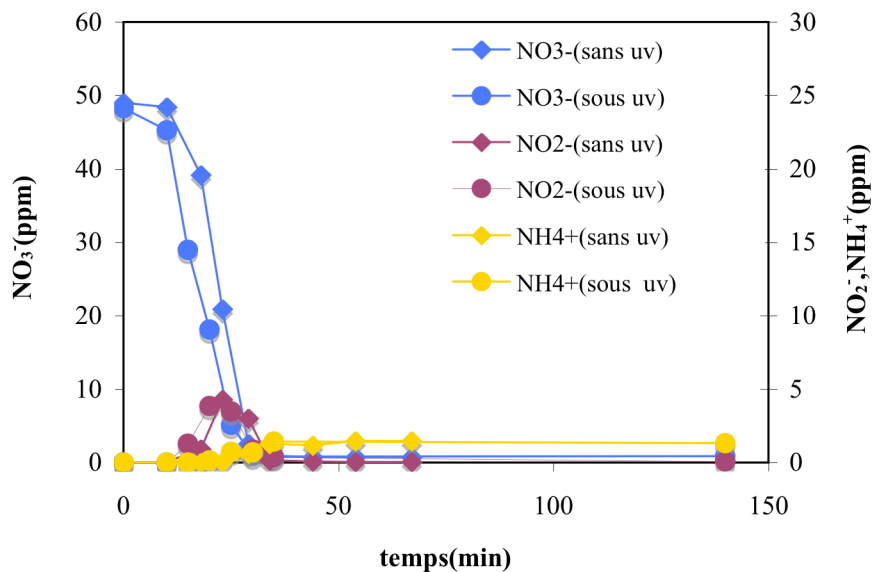 60
50
40
30
20
10
0
NO₃⁻(ppm)
NO3-(sans uv)
NO3-(sous uv)
NO2-(sans uv)
NO2-(sous uv)
NH4+(sans uv)
NH4+(sous  uv)
30
25
20
15
10
5
0
NO₂⁻,NH₄⁺(ppm)
0
50
100
150
temps(min)